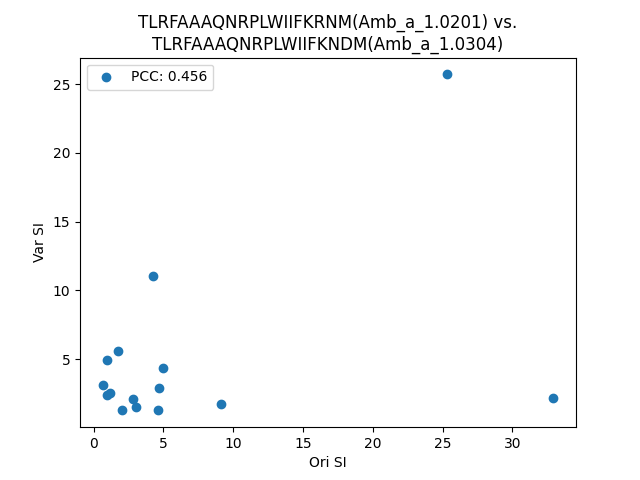 TLRFAAAQNRPLWIIFKRNM(Amb_a_1.0201) vs.
TLRFAAAQNRPLWIIFKNDM(Amb_a_1.0304)
PCC: 0.456
25
20
15
10
5
Var SI
0
5
10
15
20
25
30
Ori SI